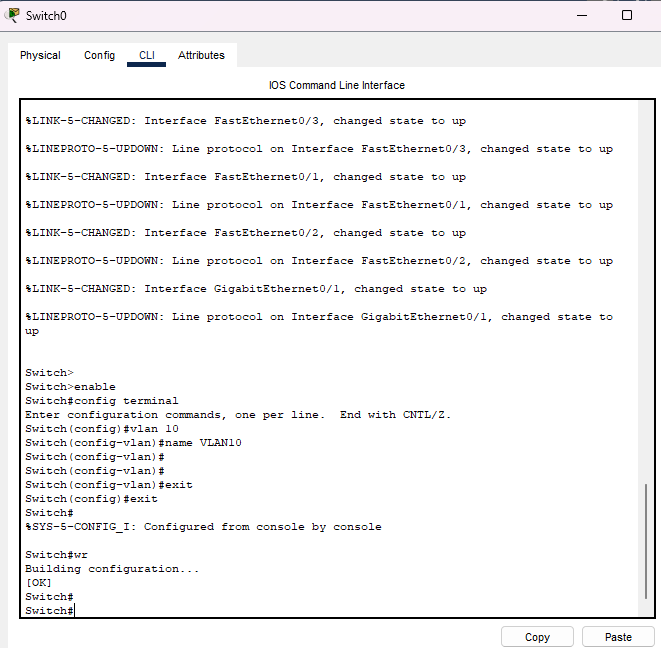 Switch0
Physical Config CLI Attributes
IOS Command Line Interface
%LINK-5-CHANGED: Interface FastEthernet0/3, changed state to up
%LINEPROTO-5-UPDOWN: Line protocol on Interface FastEthernet0/3, changed state to up
%LINK-5-CHANGED: Interface FastEthernet0/1, changed state to up
%LINEPROTO-5-UPDOWN: Line protocol on Interface FastEthernet0/1, changed state to up
%LINK-5-CHANGED: Interface FastEthernet0/2, changed state to up
%LINEPROTO-5-UPDOWN: Line protocol on Interface FastEthernet0/2, changed state to up
%LINK-5-CHANGED: Interface GigabitEthernet0/1, changed state to up
%LINEPROTO-5-UPDOWN: Line protocol on Interface GigabitEthernet0/1, changed state to
up
Switch>
Switch>enable
Switch#config terminal
Enter configuration commands, one per line.  End with CNTL/Z.
Switch(config)#vlan 10
Switch(config-vlan)#name VLAN10
Switch(config-vlan)#
Switch(config-vlan)#
Switch(config-vlan)#exit
Switch(config)#exit
Switch#
%SYS-5-CONFIG_I: Configured from console by console
Switch#wr
Building configuration...
[OK]
Switch#
Switch#
Copy Paste